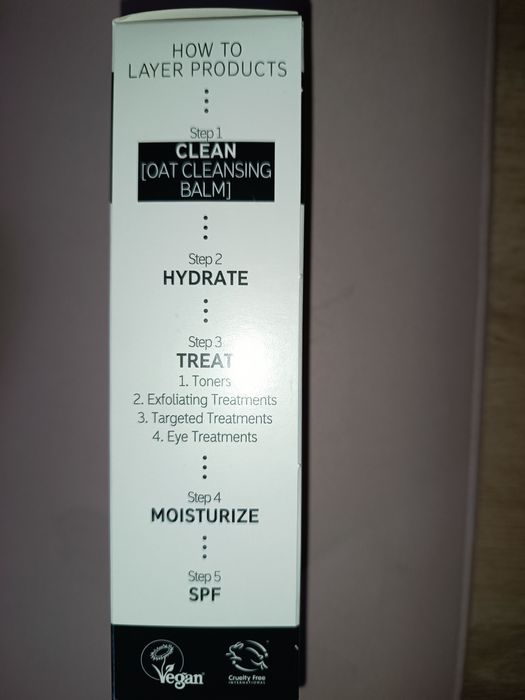 HOW TO
LAYER PRODUCTS
Step 1
CLEAN
[OAT CLEANSING
BALM]
Step 2
HYDRATE
Step 3
TREAT
1. Toners
2. Exfoliating Treatments
3. Targeted Treatments
4. Eye Treatments
Step 4
MOISTURIZE
Step 5
SPF
Vegan
Cruelty Free
INTERNATIONAL